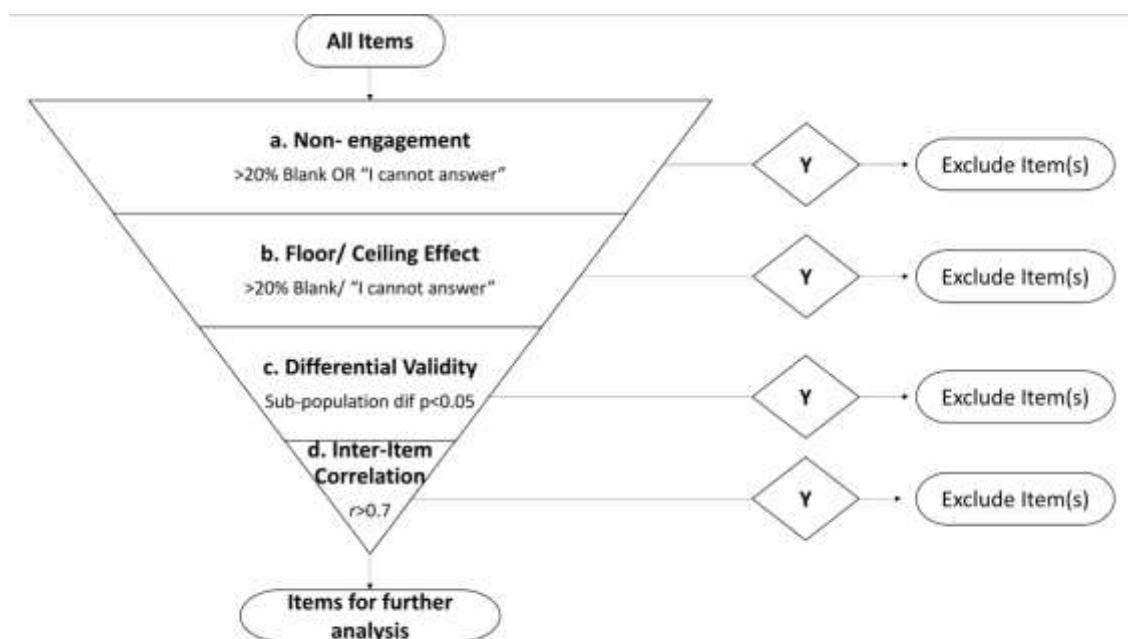 All Items
a. Non- engagement
>20% Blank OR “I cannot answer”
Y
Exclude Item(s)
b. Floor/ Ceiling Effect
>20% Blank/ “I cannot answer”
Y
Exclude Item(s)
c. Differential Validity
Sub-population dif p<0.05
Y
Exclude Item(s)
d. Inter-Item
Correlation
r>0.7
Y
Exclude Item(s)
Items for further
analysis